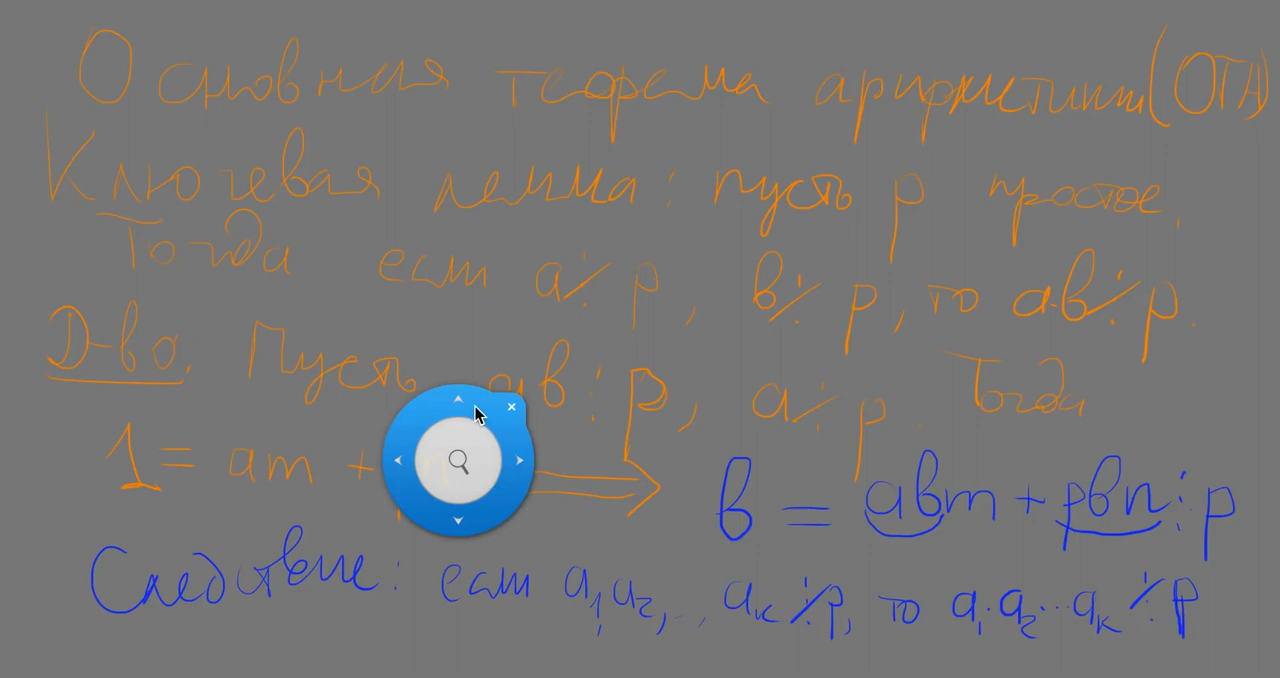 Основная теорема арифметики (ОТА)
Ключевая лемма: пусть p простое.
Тогда если a ⋮̸ p, b ⋮̸ p, то a·b ⋮̸ p.
Д-во. Пусть ab ⋮ p, a ⋮̸ p. Тогда
1 = am + ⟹ b = abm + pbn ⋮ p
Следствие: если a₁, a₂, .., aₖ ⋮̸ p, то a₁·a₂...aₖ ⋮̸ p